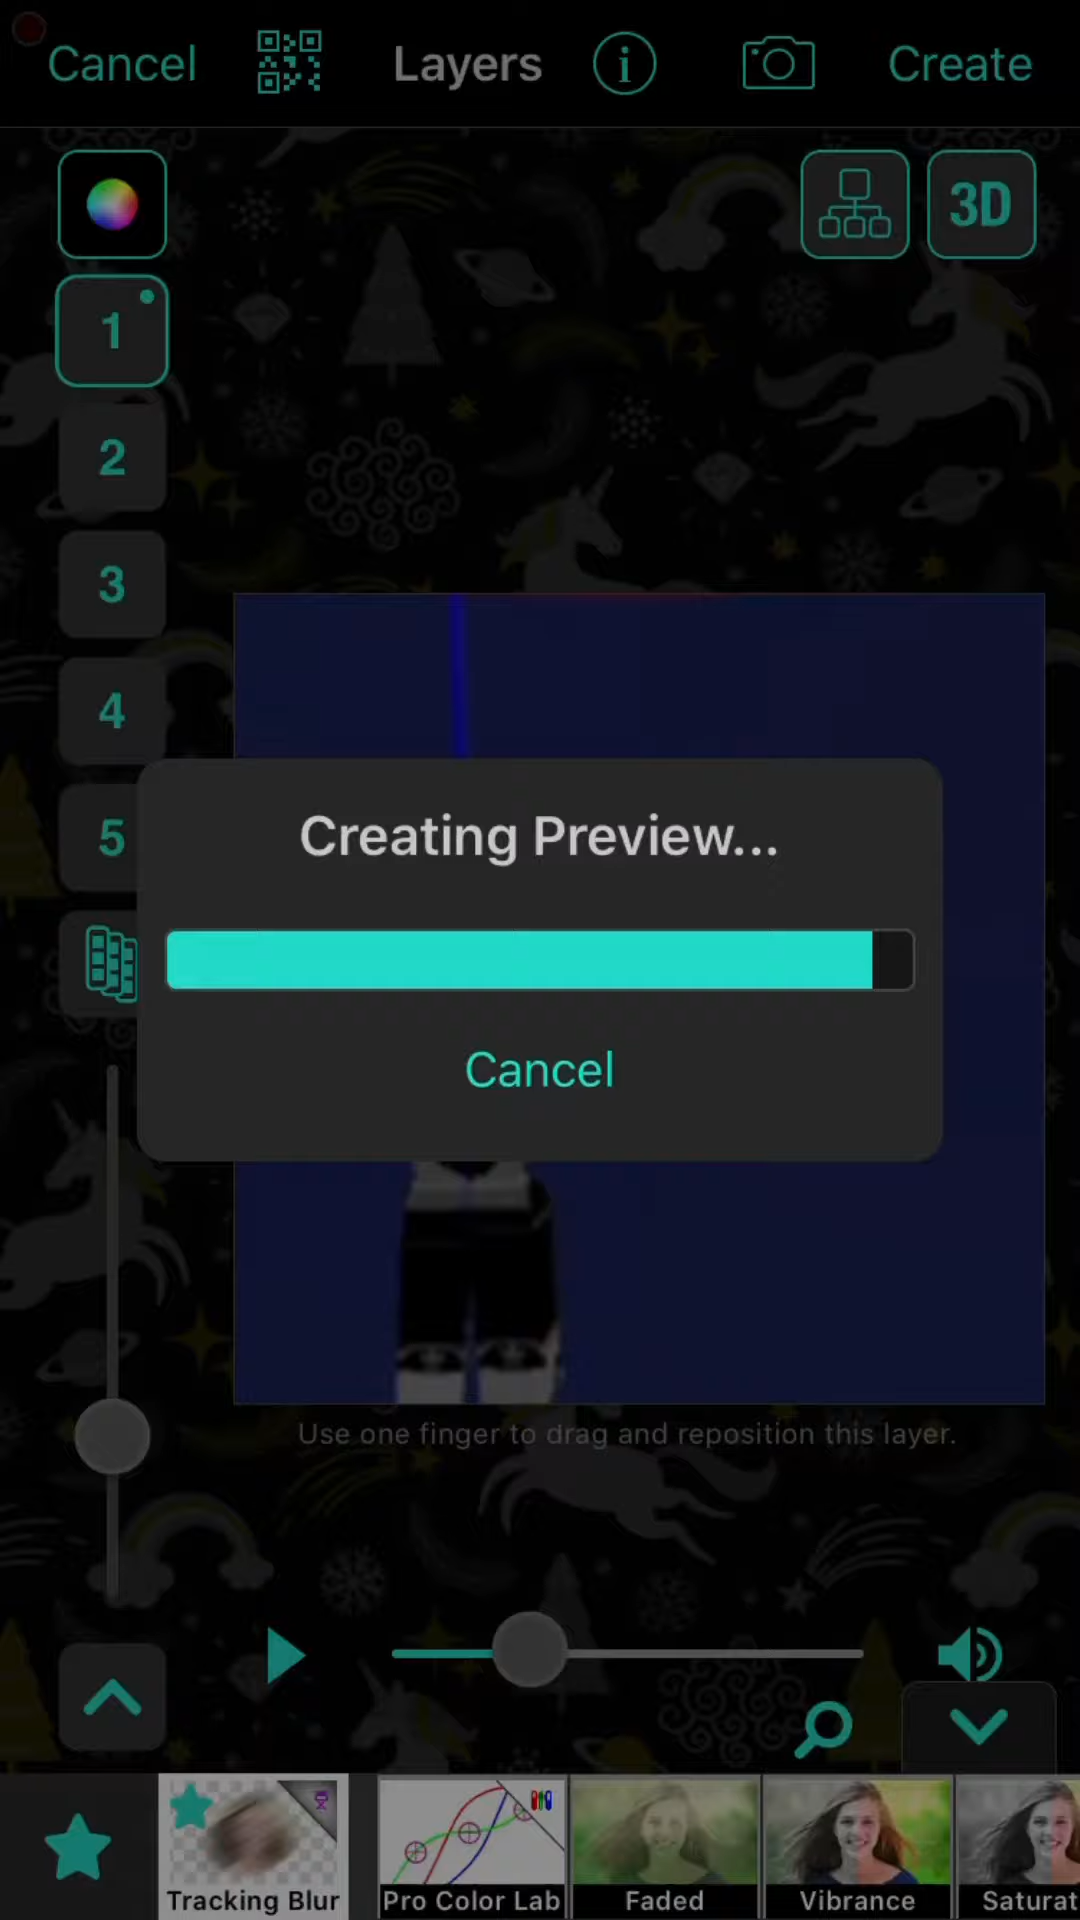 Cancel
Layers
Create
3D
1
2
3
4
5
Creating Preview...
Cancel
Use one finger to drag and reposition this layer.
Tracking Blur
Pro Color Lab
Faded
Vibrance
Saturat